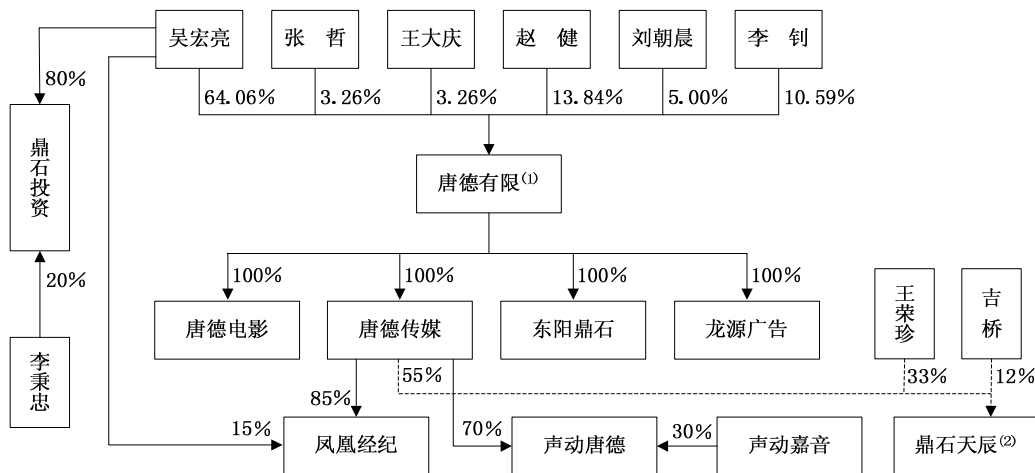 吴宏亮
张 哲
王大庆
赵 健
刘朝晨
李 钊
80%
64.06%
3.26%
3.26%
13.84%
5.00%
10.59%
鼎石投资
唐德有限(1)
20%
100%
100%
100%
100%
王荣珍
吉桥
唐德电影
唐德传媒
东阳鼎石
龙源广告
李秉忠
55%
33%
12%
85%
15%
凤凰经纪
70%
声动唐德
30%
声动嘉音
鼎石天辰(2)